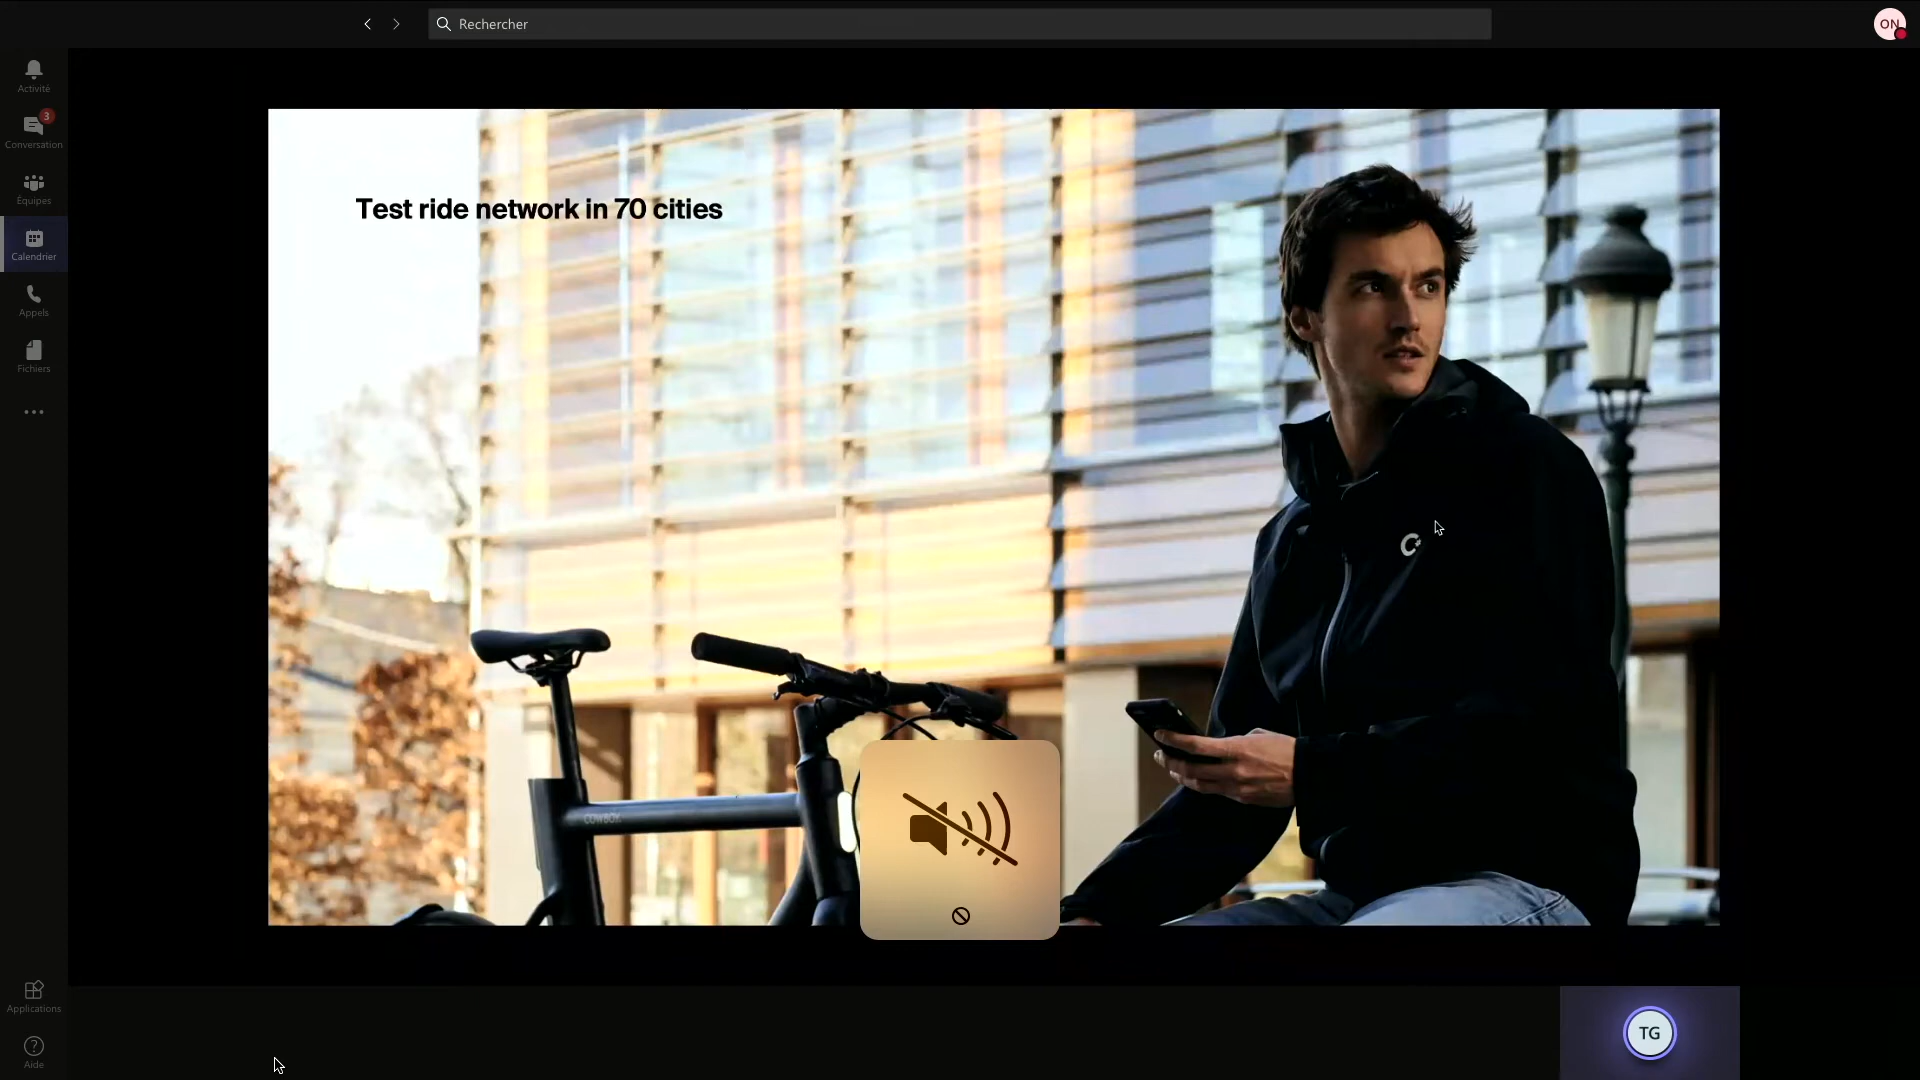 Rechercher
ON
Activité
3
Conversation
Équipes
Calendrier
Appels
Fichiers
Applications
Aide
Test ride network in 70 cities
C
COWBOY
TG